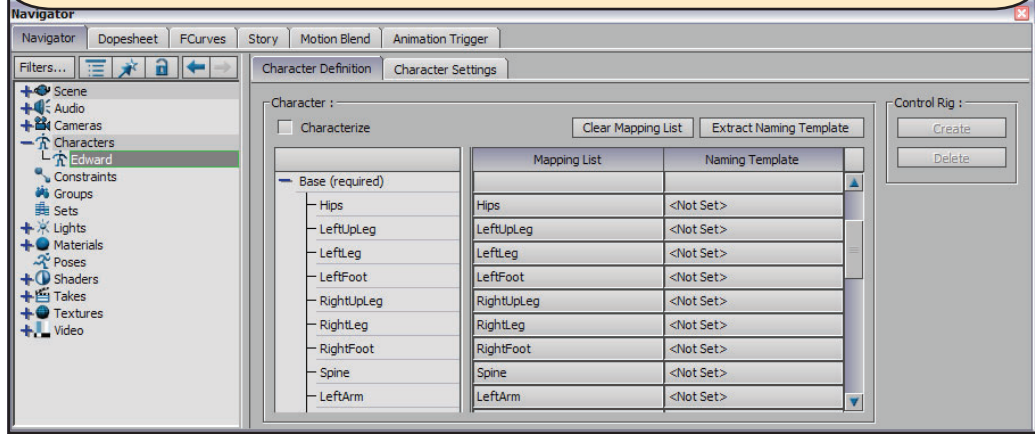 Navigator
Navigator Dopesheet FCurves Story Motion Blend Animation Trigger
Filters... Character Definition Character Settings
Scene
Audio
Cameras
Characters
Edward
Constraints
Groups
Sets
Lights
Materials
Poses
Shaders
Takes
Textures
Video
Character :
Characterize Clear Mapping List Extract Naming Template
Mapping List Naming Template
Base (required)
Hips Hips <Not Set>
LeftUpLeg LeftUpLeg <Not Set>
LeftLeg LeftLeg <Not Set>
LeftFoot LeftFoot <Not Set>
RightUpLeg RightUpLeg <Not Set>
RightLeg RightLeg <Not Set>
RightFoot RightFoot <Not Set>
Spine Spine <Not Set>
LeftArm LeftArm <Not Set>
Control Rig :
Create
Delete